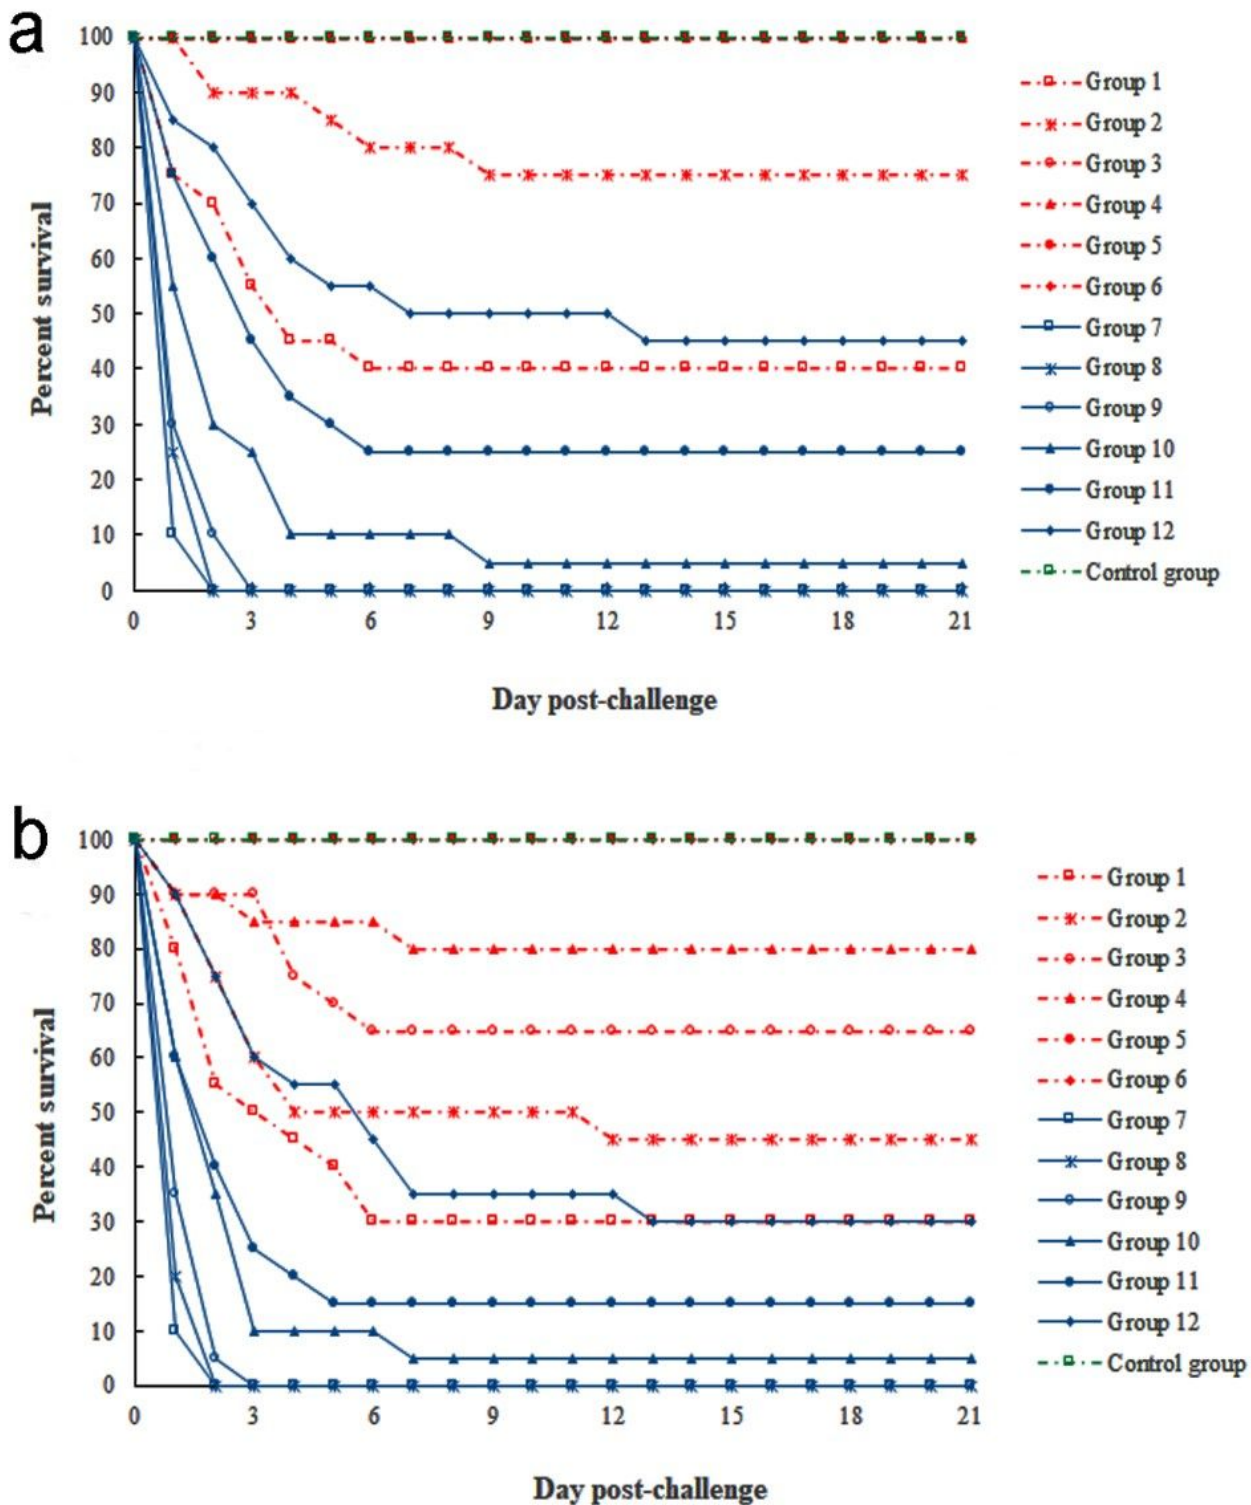 a
100
90
80
70
60
50
40
30
20
10
0
Percent survival
0 3 6 9 12 15 18 21
Day post-challenge
Group 1
Group 2
Group 3
Group 4
Group 5
Group 6
Group 7
Group 8
Group 9
Group 10
Group 11
Group 12
Control group
b
100
90
80
70
60
50
40
30
20
10
0
Percent survival
0 3 6 9 12 15 18 21
Day post-challenge
Group 1
Group 2
Group 3
Group 4
Group 5
Group 6
Group 7
Group 8
Group 9
Group 10
Group 11
Group 12
Control group